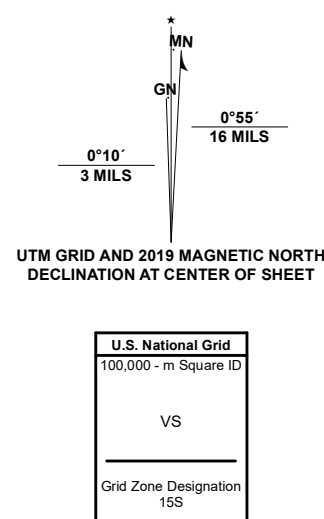 ★
MN
GN
0°55´
16 MILS
0°10´
3 MILS
UTM GRID AND 2019 MAGNETIC NORTH
DECLINATION AT CENTER OF SHEET
U.S. National Grid
100,000 - m Square ID
VS
Grid Zone Designation
15S